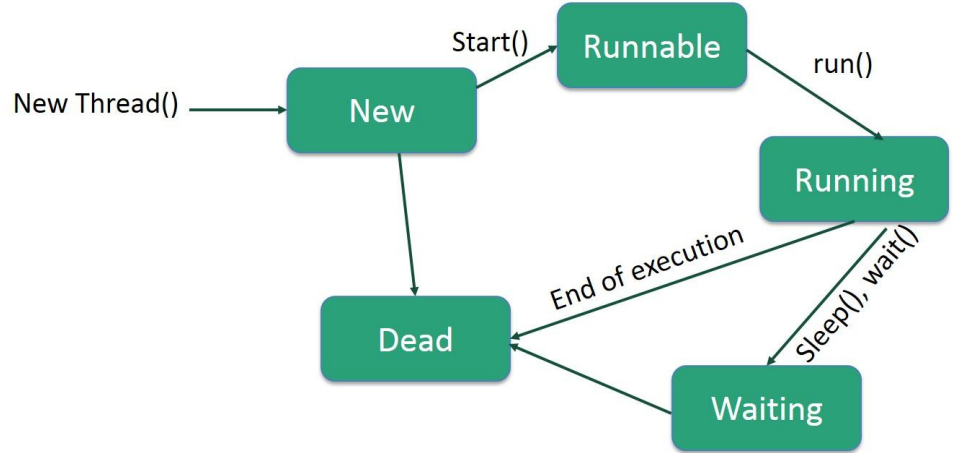 Start()
Runnable
run()
New Thread()
New
Running
End of execution
Sleep(), wait()
Dead
Waiting